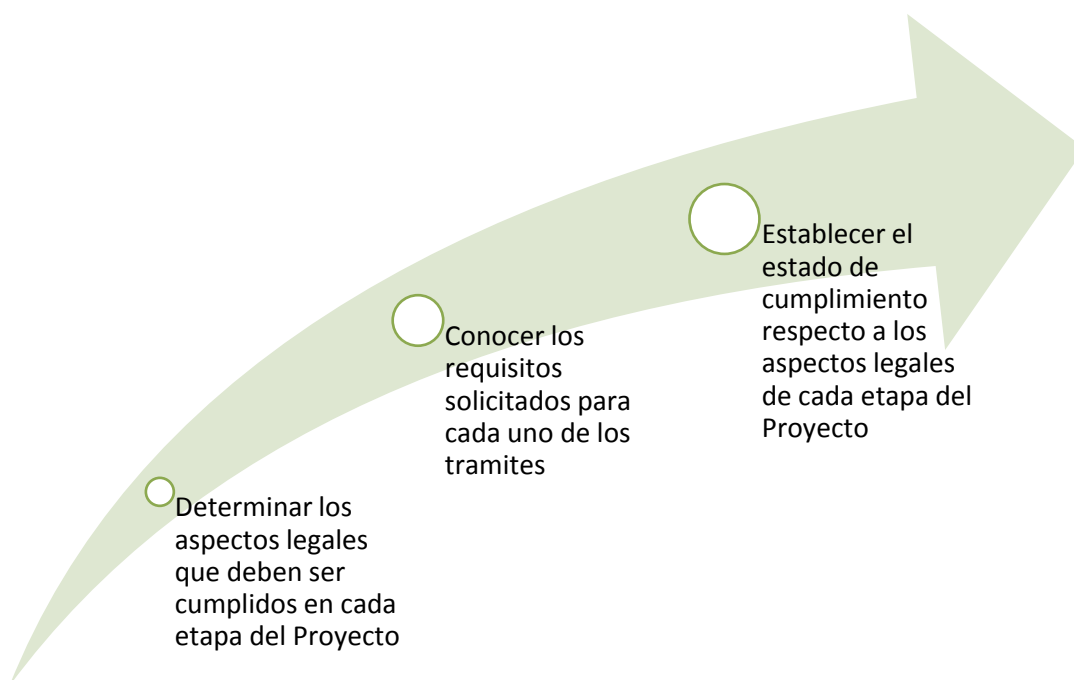 Determinar los
aspectos legales
que deben ser
cumplidos en cada
etapa del Proyecto
Conocer los
requisitos
solicitados para
cada uno de los
tramites
Establecer el
estado de
cumplimiento
respecto a los
aspectos legales
de cada etapa del
Proyecto